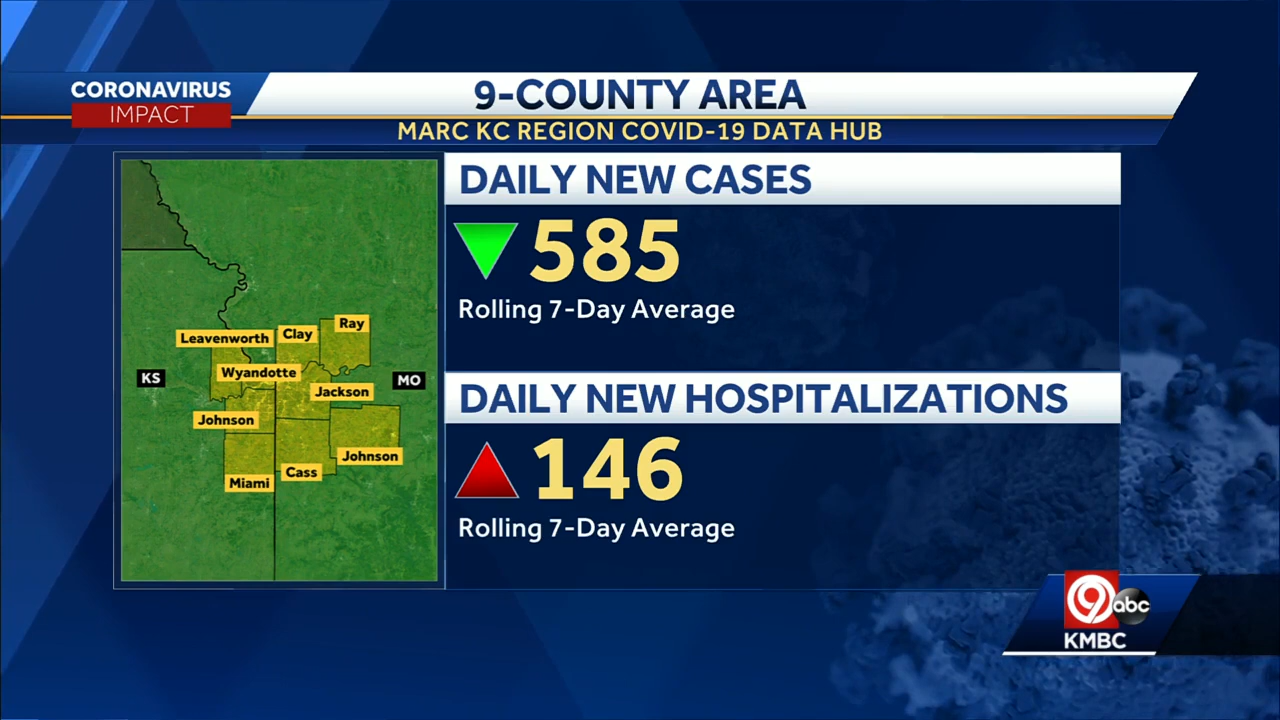 CORONAVIRUS
IMPACT
9-COUNTY AREA
MARC KC REGION COVID-19 DATA HUB
Ray
Clay
Leavenworth
Wyandotte
KS
MO
Jackson
Johnson
Johnson
Cass
Miami
DAILY NEW CASES
585
Rolling 7-Day Average
DAILY NEW HOSPITALIZATIONS
146
Rolling 7-Day Average
9 abc
KMBC